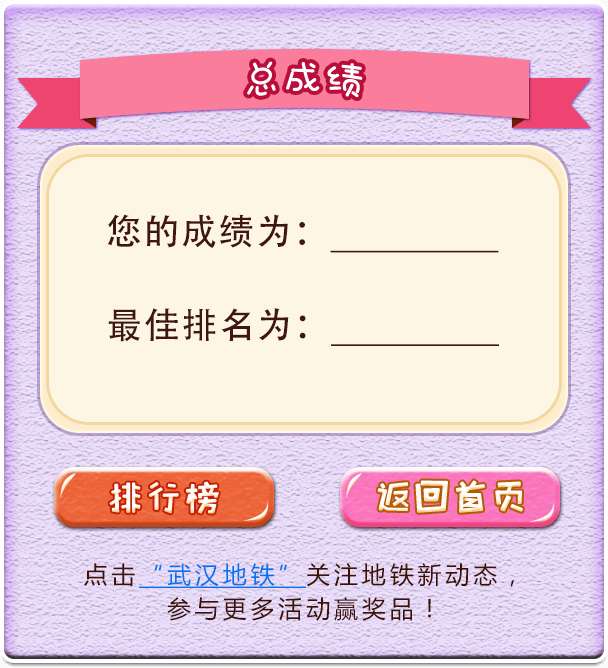 总成绩
您的成绩为：
最佳排名为：
排行榜
返回首页
点击“武汉地铁”关注地铁新动态，
参与更多活动赢奖品！